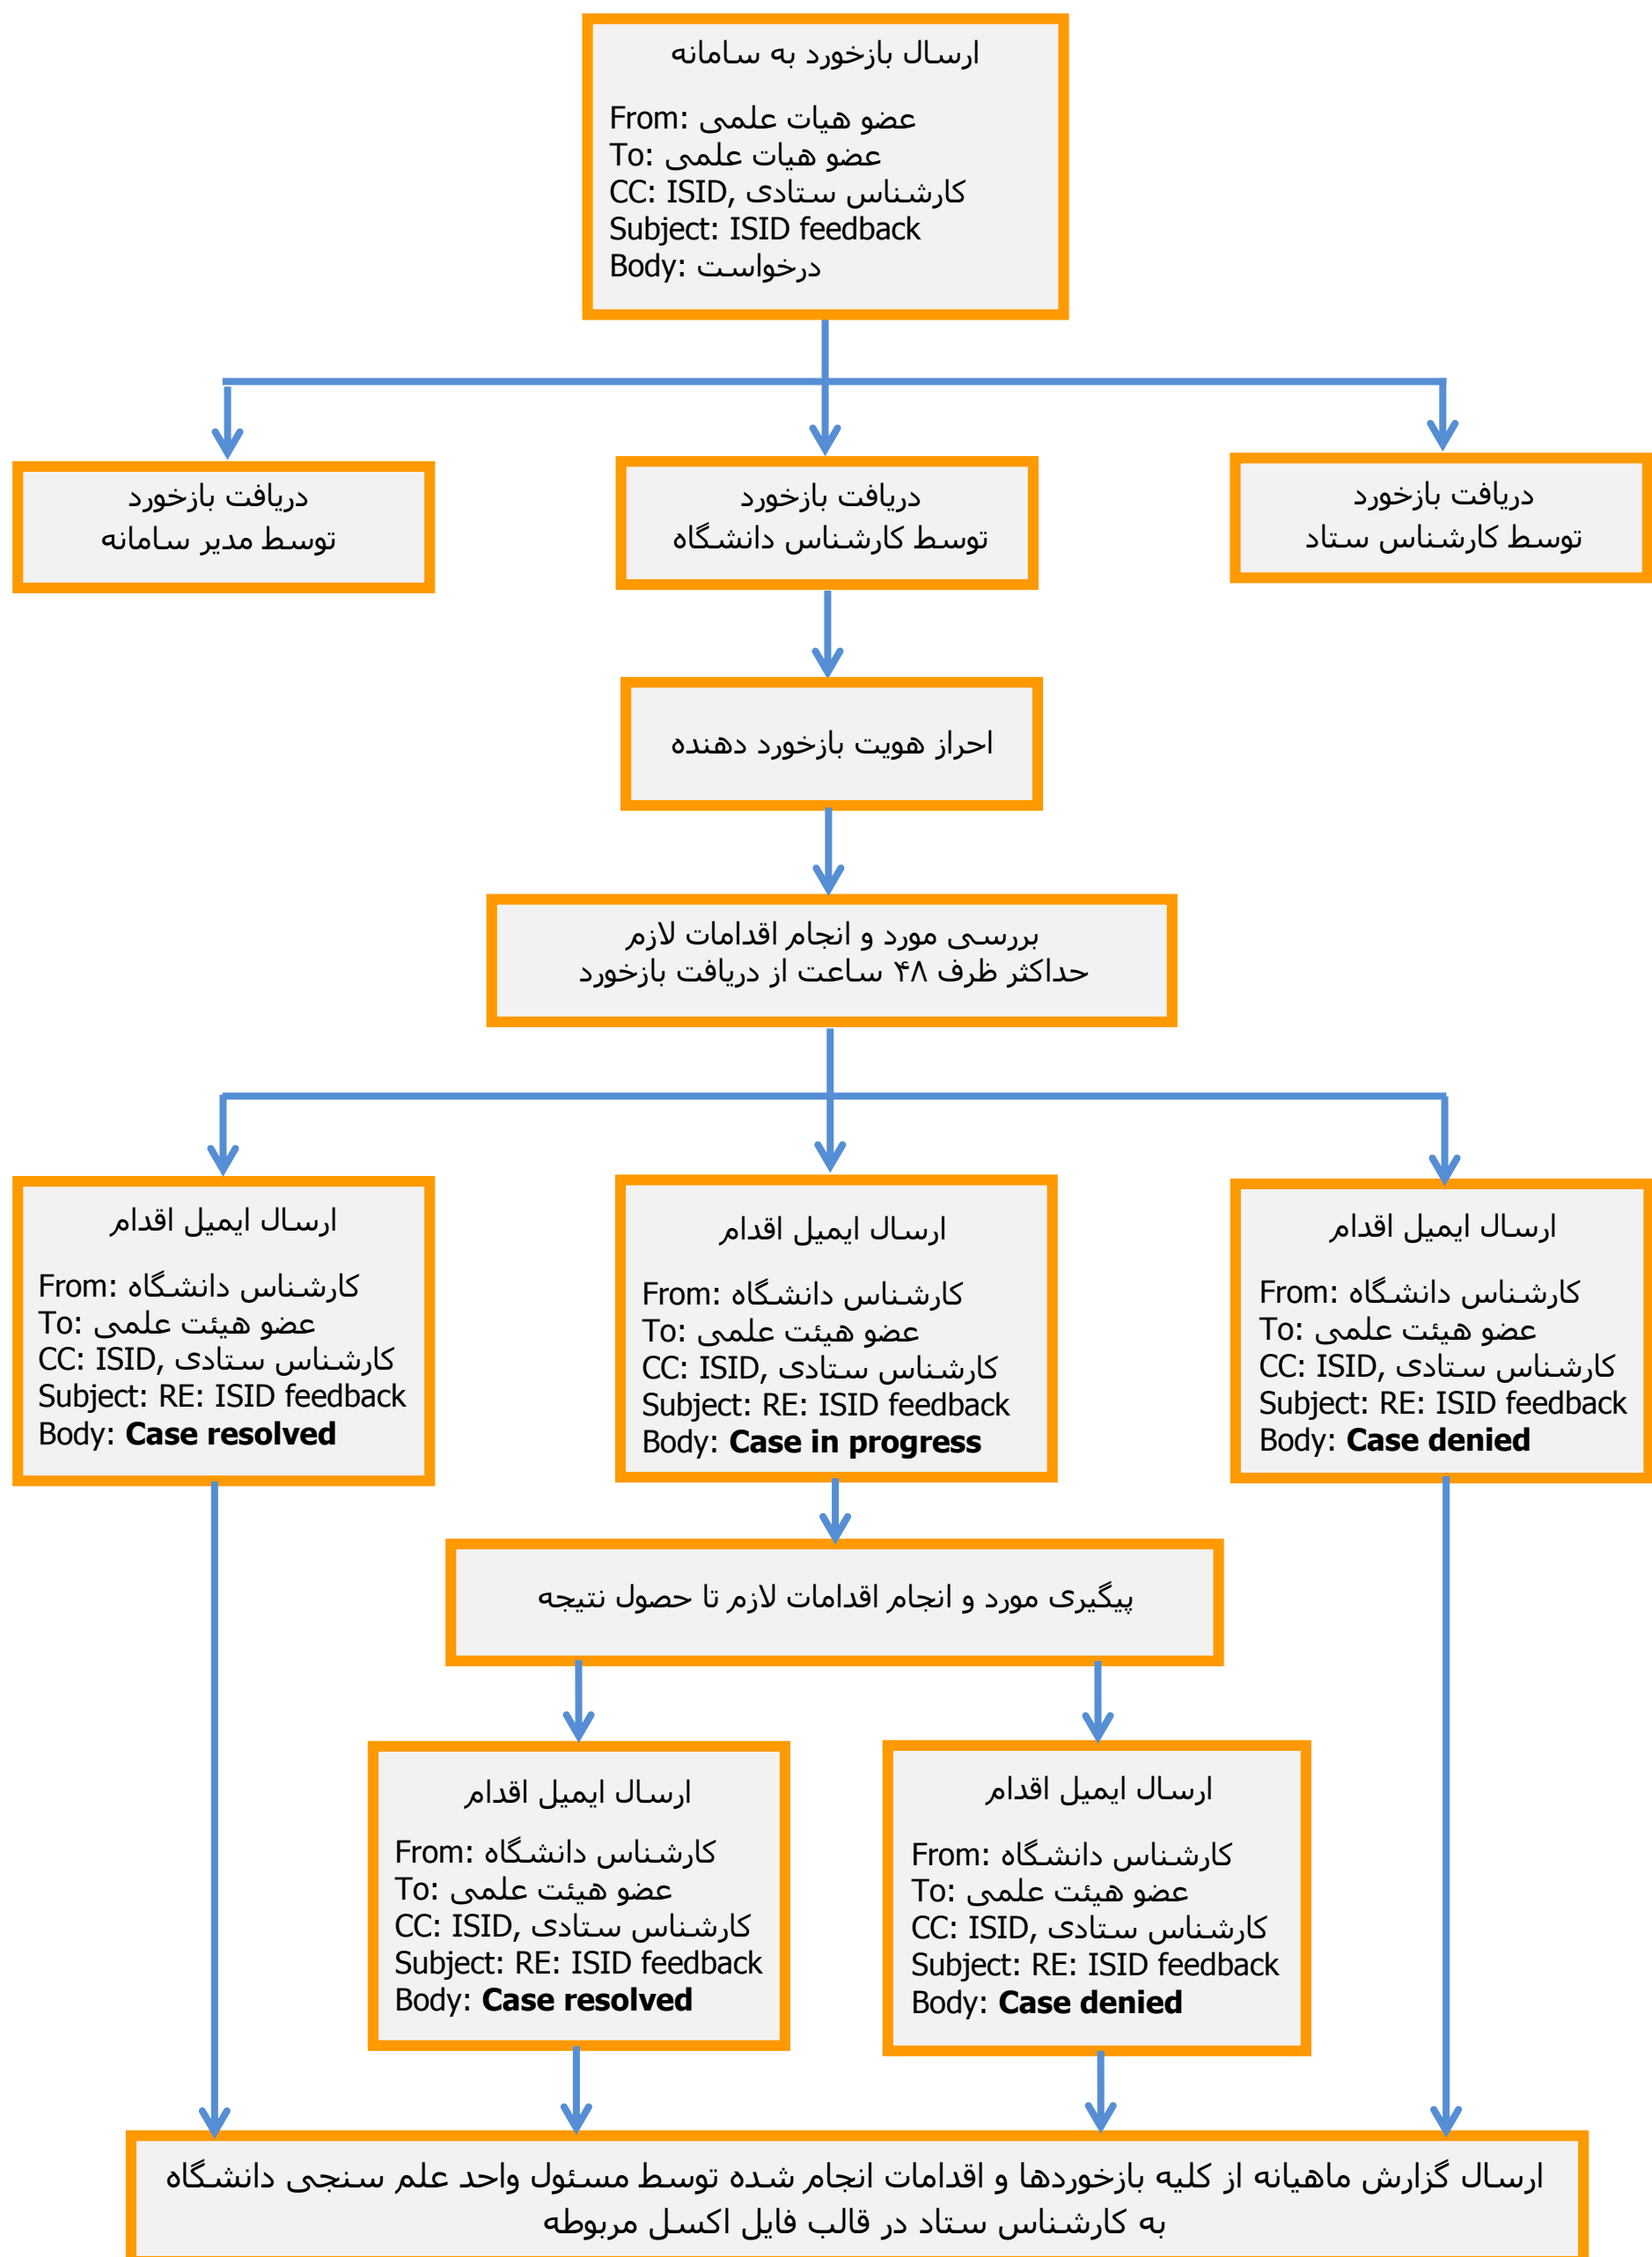 ارسال بازخورد به سامانه
From: عضو هیات علمی
To: عضو هیات علمی
CC: ISID, کارشناس ستادی
Subject: ISID feedback
Body: درخواست
دریافت بازخورد
توسط مدیر سامانه
دریافت بازخورد
توسط کارشناس دانشگاه
دریافت بازخورد
توسط کارشناس ستاد
احراز هویت بازخورد دهنده
بررسی مورد و انجام اقدامات لازم
حداکثر ظرف ۴۸ ساعت از دریافت بازخورد
ارسال ایمیل اقدام
From: کارشناس دانشگاه
To: عضو هیئت علمی
CC: ISID, کارشناس ستادی
Subject: RE: ISID feedback
Body: Case resolved
ارسال ایمیل اقدام
From: کارشناس دانشگاه
To: عضو هیئت علمی
CC: ISID, کارشناس ستادی
Subject: RE: ISID feedback
Body: Case in progress
ارسال ایمیل اقدام
From: کارشناس دانشگاه
To: عضو هیئت علمی
CC: ISID, کارشناس ستادی
Subject: RE: ISID feedback
Body: Case denied
پیگیری مورد و انجام اقدامات لازم تا حصول نتیجه
ارسال ایمیل اقدام
From: کارشناس دانشگاه
To: عضو هیئت علمی
CC: ISID, کارشناس ستادی
Subject: RE: ISID feedback
Body: Case resolved
ارسال ایمیل اقدام
From: کارشناس دانشگاه
To: عضو هیئت علمی
CC: ISID, کارشناس ستادی
Subject: RE: ISID feedback
Body: Case denied
ارسال گزارش ماهیانه از کلیه بازخوردها و اقدامات انجام شده توسط مسئول واحد علم سنجی دانشگاه
به کارشناس ستاد در قالب فایل اکسل مربوطه